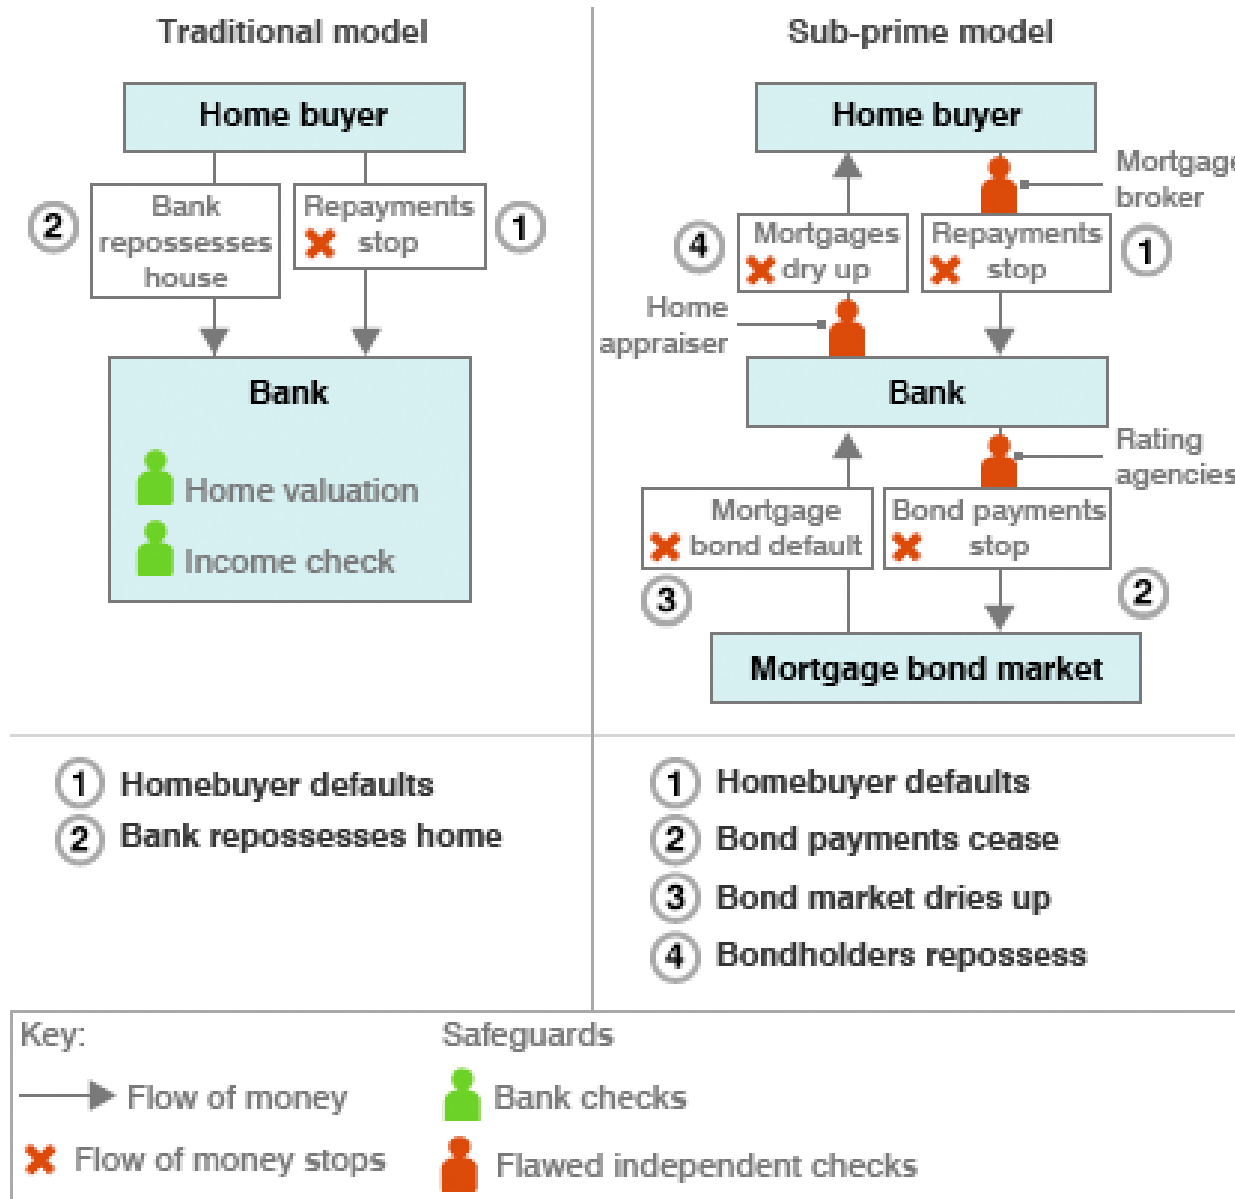 Traditional model
Home buyer
2
Bank
repossesses
house
Repayments
stop
1
Bank
Home valuation
Income check
Sub-prime model
Home buyer
Mortgage
broker
4
Mortgages
dry up
Repayments
stop
1
Home
appraiser
Bank
Rating
agencies
Mortgage
bond default
Bond payments
stop
3
2
Mortgage bond market
1 Homebuyer defaults
2 Bank repossesses home
1 Homebuyer defaults
2 Bond payments cease
3 Bond market dries up
4 Bondholders repossess
Key:
Flow of money
Flow of money stops
Safeguards
Bank checks
Flawed independent checks